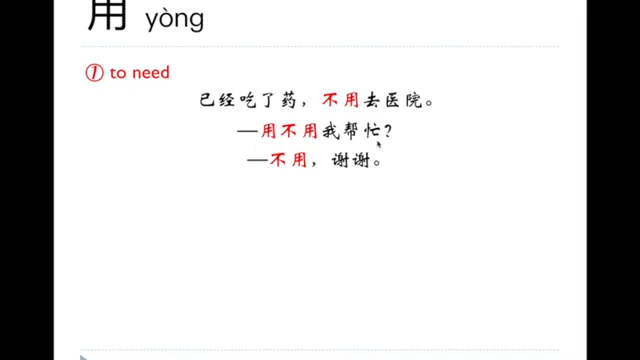 用 yòng
① to need
已经吃了药，不用去医院。
—用不用我帮忙？
—不用，谢谢。